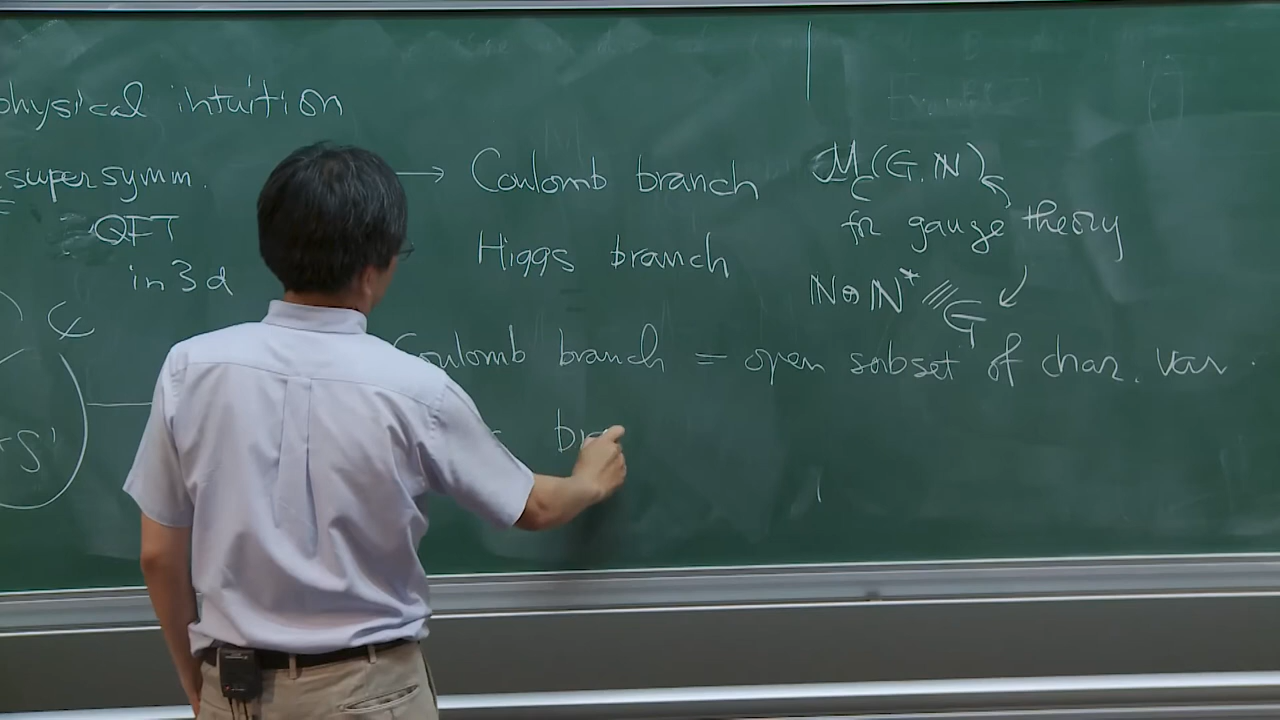 physical intuition
supersymm.
QFT
in 3d
→ Coulomb branch M_C(G,N)
for gauge theory
Higgs branch
N⊕N*///G
Coulomb branch = open subset of char. var.